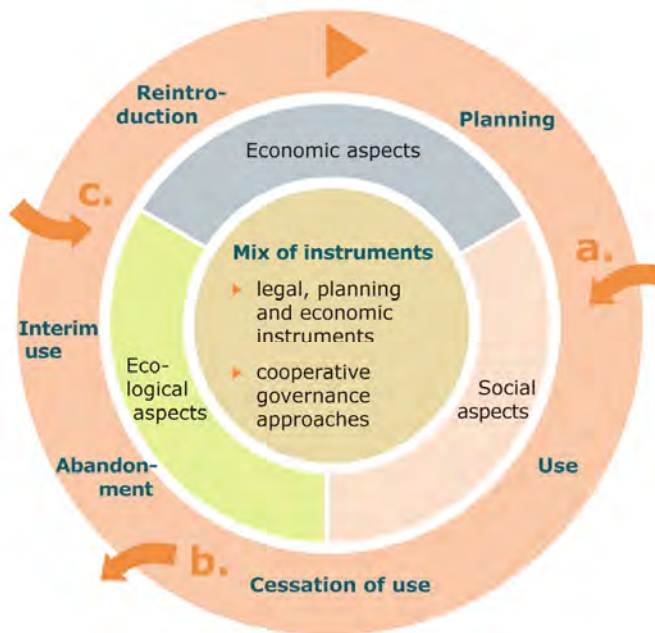 Reintro-
duction
Planning
Economic aspects
c.
a.
Mix of instruments
legal, planning
and economic
instruments
cooperative
governance
approaches
Interim
use
Eco-
logical
aspects
Social
aspects
Abandon-
ment
Use
b.
Cessation of use